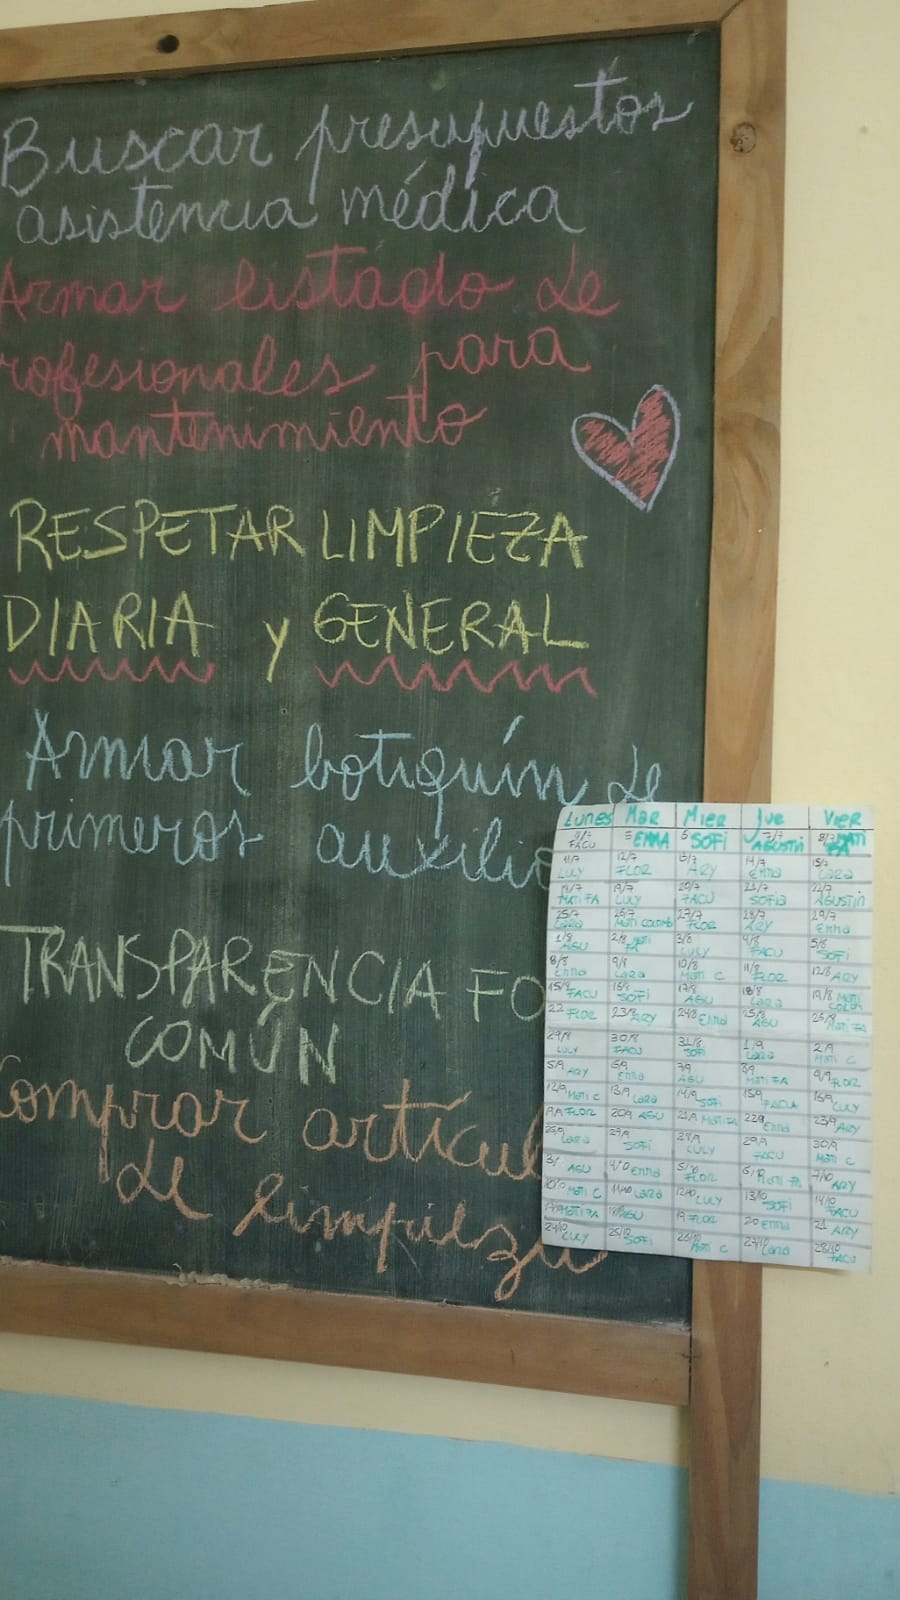 Buscar presupuestos
asistencia médica
Armar listado de
rofesionales para
mantenimiento
RESPETAR LIMPIEZA
DIARIA y GENERAL
Armar botiquín de
primeros auxilio
TRANSPARENCIA FO
COMÚN
Comprar artícul
de limpieza
Lunes Mar Mier Jue Vier
4/7 FACU 5 EMMA 6 SOFI 7/7 AGUSTÍN 8/7 MATI FA
11/7 LULY 12/7 FLOR 13/7 ARY 14/7 Emma 15/7 Lara
18/7 MATI FA 19/7 LULY 20/7 FACU 21/7 SOFIA 22/7 AGUSTIN
25/7 Lara 26/7 MATI COLOMB 27/7 FLOR 28/7 ARY 29/7 Emma
1/8 AGU 2/8 MATI FA 3/8 LULY 4/8 FACU 5/8 SOFI
8/8 Emma 9/8 Lara 10/8 MATI C 11/8 FLOR 12/8 ARY
15/8 FACU 16/8 SOFI 17/8 AGU 18/8 Lara 19/8 MATI
22 FLOR 23/8 ARY 24/8 Emma 25/8 AGU 26/8 MATI FA
29/8 LULY 30/8 FACU 31/8 SOFI 1/9 Lara 2/9 MATI C
5/9 ARY 6/9 Emma 7/9 AGU 8/9 MATI FA 9/9 FLOR
12/9 MATI C 13/9 Lara 14/9 SOFI 15/9 FACU 16/9 LULY
FLOR 20/9 AGU 21/9 MATI FA 22/9 Emma 23/9 ARY
26/9 Lara 27/9 SOFI 28/9 LULY 29/9 FACU 30/9 MATI C
3/ AGU 4/10 Emma 5/10 FLOR 6/10 MATI FA 7/10 ARY
10/10 MATI C 11/10 Lara 12/10 LULY 13/10 SOFI 14/10 FACU
MATI FA AGU 19 FLOR 20 Emma 21 ARY
24/10 LULY 25/10 SOFI 26/10 MATI C 27/10 Lara 28/10 FACU